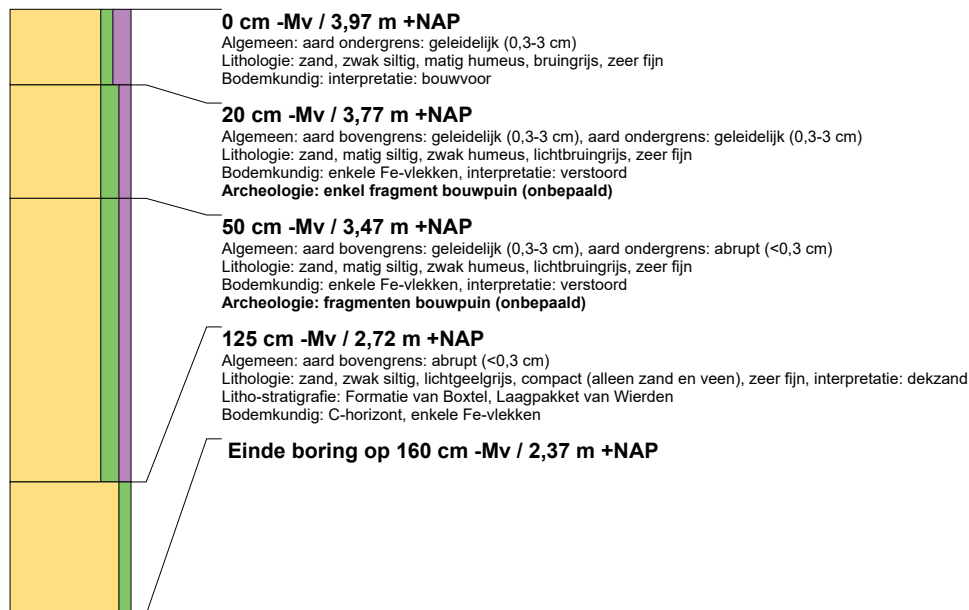 0 cm -Mv / 3,97 m +NAP
Algemeen: aard ondergrens: geleidelijk (0,3-3 cm)
Lithologie: zand, zwak siltig, matig humeus, bruingrijs, zeer fijn
Bodemkundig: interpretatie: bouwvoor
20 cm -Mv / 3,77 m +NAP
Algemeen: aard bovengrens: geleidelijk (0,3-3 cm), aard ondergrens: geleidelijk (0,3-3 cm)
Lithologie: zand, matig siltig, zwak humeus, lichtbruingrijs, zeer fijn
Bodemkundig: enkele Fe-vlekken, interpretatie: verstoord
Archeologie: enkel fragment bouwpuin (onbepaald)
50 cm -Mv / 3,47 m +NAP
Algemeen: aard bovengrens: geleidelijk (0,3-3 cm), aard ondergrens: abrupt (<0,3 cm)
Lithologie: zand, matig siltig, zwak humeus, lichtbruingrijs, zeer fijn
Bodemkundig: enkele Fe-vlekken, interpretatie: verstoord
Archeologie: fragmenten bouwpuin (onbepaald)
125 cm -Mv / 2,72 m +NAP
Algemeen: aard bovengrens: abrupt (<0,3 cm)
Lithologie: zand, zwak siltig, lichtgeelgrijs, compact (alleen zand en veen), zeer fijn, interpretatie: dekzand
Litho-stratigrafie: Formatie van Boxtel, Laagpakket van Wierden
Bodemkundig: C-horizont, enkele Fe-vlekken
Einde boring op 160 cm -Mv / 2,37 m +NAP